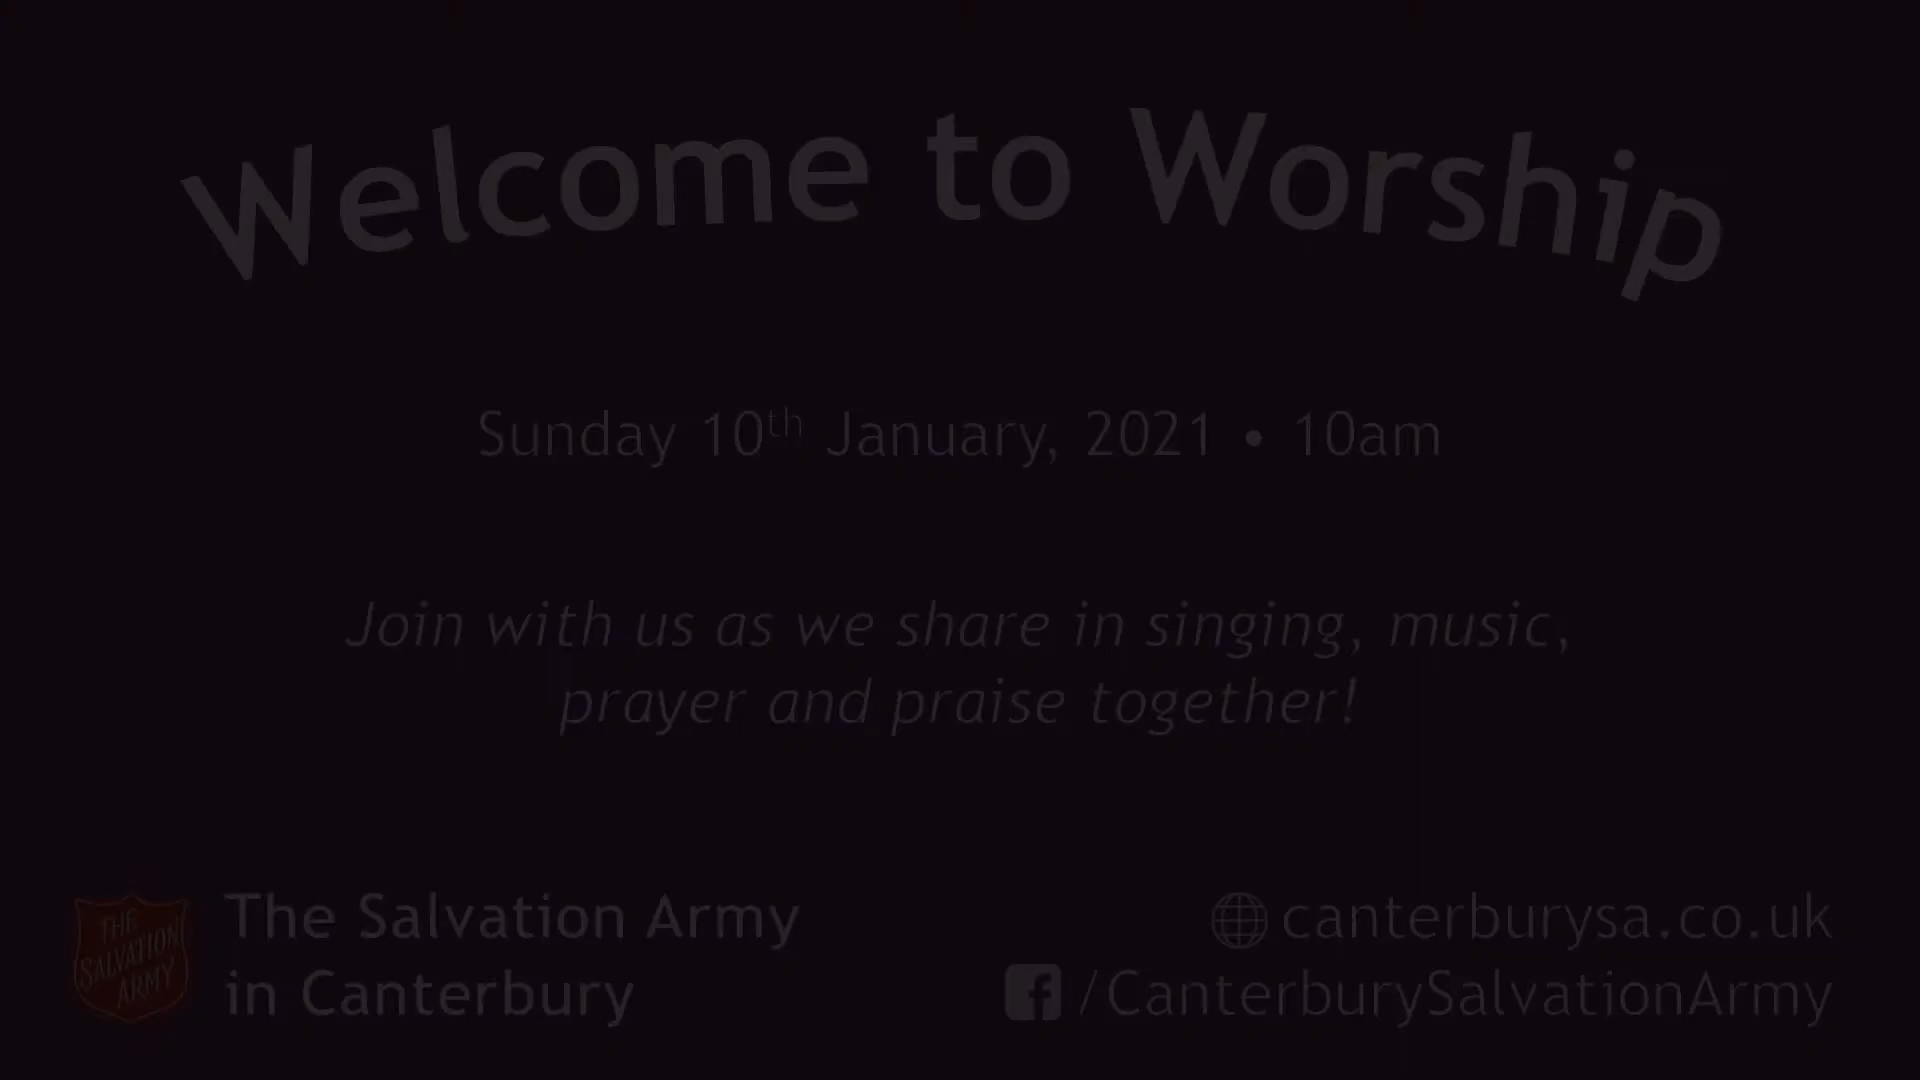 Welcome to Worship
Sunday 10th January, 2021 • 10am
Join with us as we share in singing, music,
prayer and praise together!
THE
SALVATION
ARMY
The Salvation Army
in Canterbury
canterburysa.co.uk
/CanterburySalvationArmy